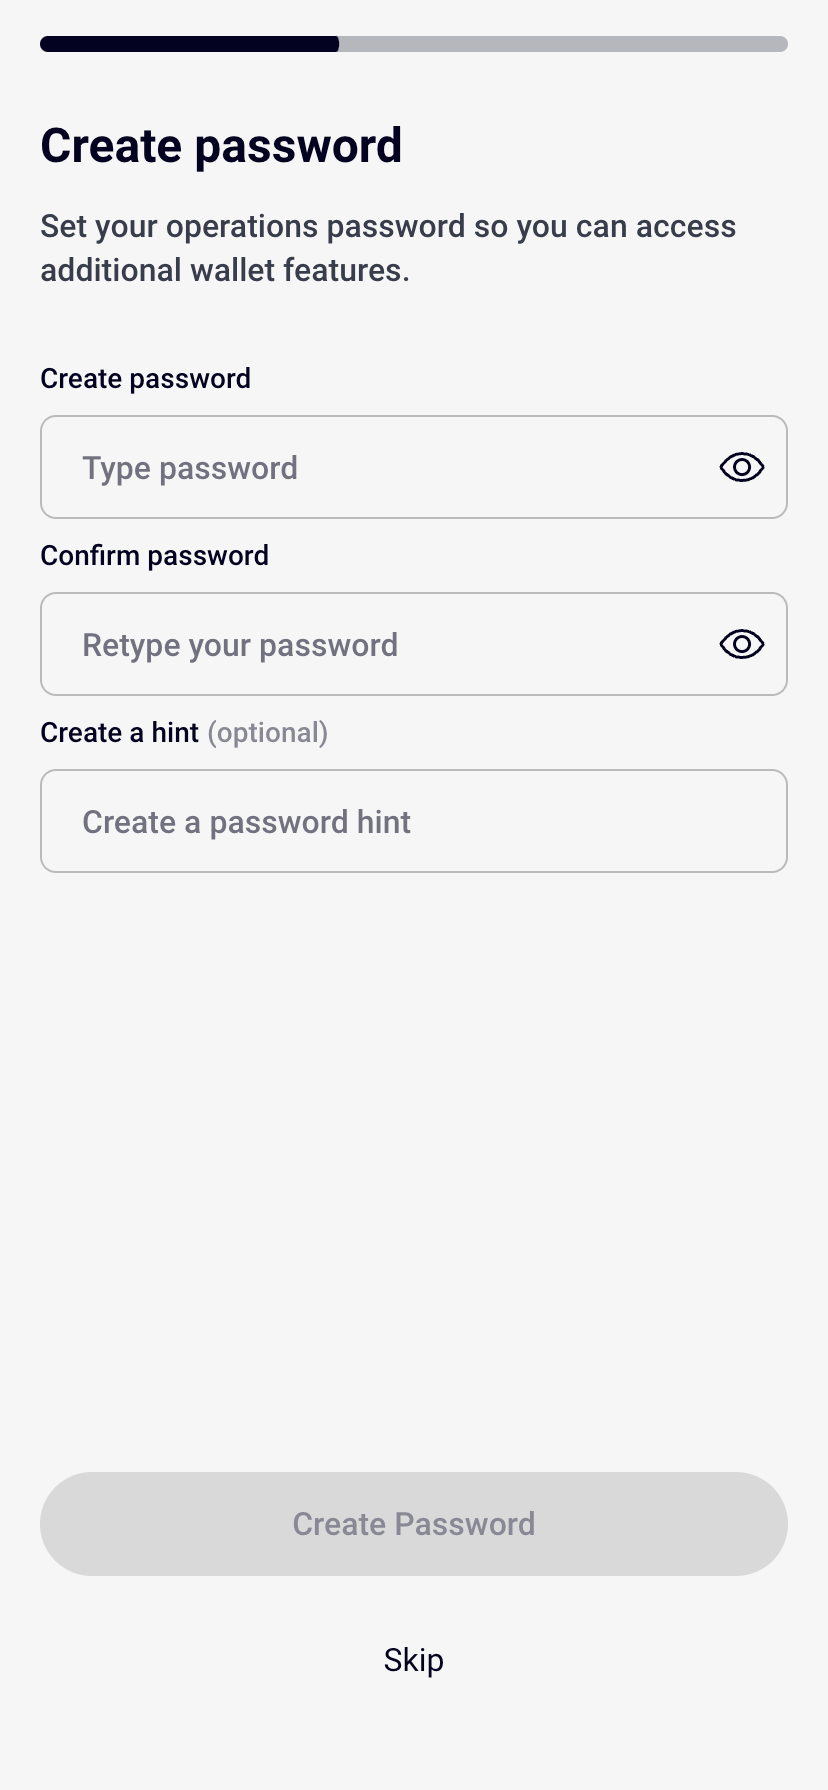 Create password
Set your operations password so you can access
additional wallet features.
Create password
Type password
Confirm password
Retype your password
Create a hint (optional)
Create a password hint
Create Password
Skip